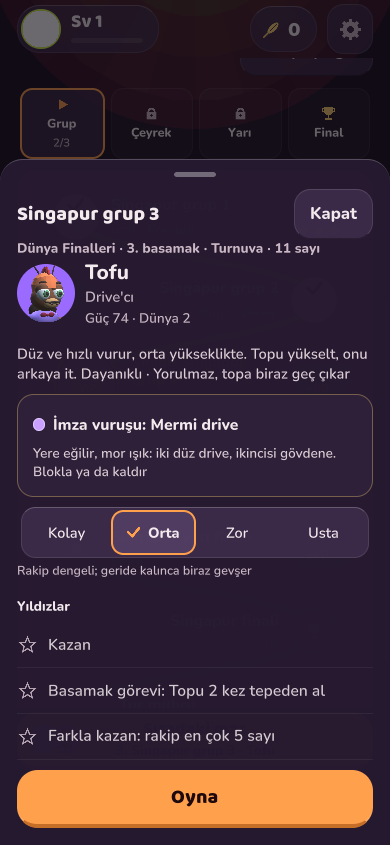 Sv 1
0
Grup
2/3
Çeyrek
Yarı
Final
Singapur grup 3
Kapat
Dünya Finalleri · 3. basamak · Turnuva · 11 sayı
Tofu
Drive'cı
Güç 74 · Dünya 2
Düz ve hızlı vurur, orta yükseklikte. Topu yükselt, onu
arkaya it. Dayanıklı · Yorulmaz, topa biraz geç çıkar
İmza vuruşu: Mermi drive
Yere eğilir, mor ışık: iki düz drive, ikincisi gövdene.
Blokla ya da kaldır
Kolay
Orta
Zor
Usta
Rakip dengeli; geride kalınca biraz gevşer
Yıldızlar
Kazan
Basamak görevi: Topu 2 kez tepeden al
Farkla kazan: rakip en çok 5 sayı
Oyna